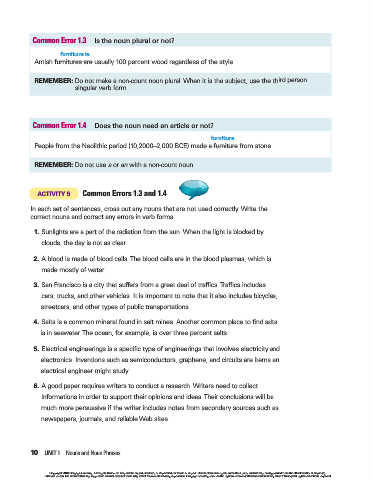 Common Error 1.3 Is the noun plural or not?
furniture is
Amish furnitures are usually 100 percent wood regardless of the style
REMEMBER: Do not make a non-count noun plural When it is the subject, use the third person
singular verb form
Common Error 1.4 Does the noun need an article or not?
furniture
People from the Neolithic period (10,2000–2,000 BCE) made a furniture from stone
REMEMBER: Do not use a or an with a non-count noun
ACTIVITY 5 Common Errors 1.3 and 1.4
In each set of sentences, cross out any nouns that are not used correctly Write the
correct nouns and correct any errors in verb forms
1. Sunlights are a part of the radiation from the sun When the light is blocked by
clouds, the day is not as clear
2. A blood is made of blood cells The blood cells are in the blood plasmas, which is
made mostly of water
3. San Francisco is a city that suffers from a great deal of traffics Traffics includes
cars, trucks, and other vehicles It is important to note that it also includes bicycles,
streetcars, and other types of public transportations
4. Salts is a common mineral found in salt mines Another common place to find salts
is in seawater The ocean, for example, is over three percent salts
5. Electrical engineerings is a specific type of engineerings that involves electricity and
electronics Inventions such as semiconductors, graphene, and circuits are items an
electrical engineer might study
6. A good paper requires writers to conduct a research Writers need to collect
informations in order to support their opinions and ideas Their conclusions will be
much more persuasive if the writer includes notes from secondary sources such as
newspapers, journals, and reliable Web sites
10 UNIT 1 Nouns and Noun Phrases